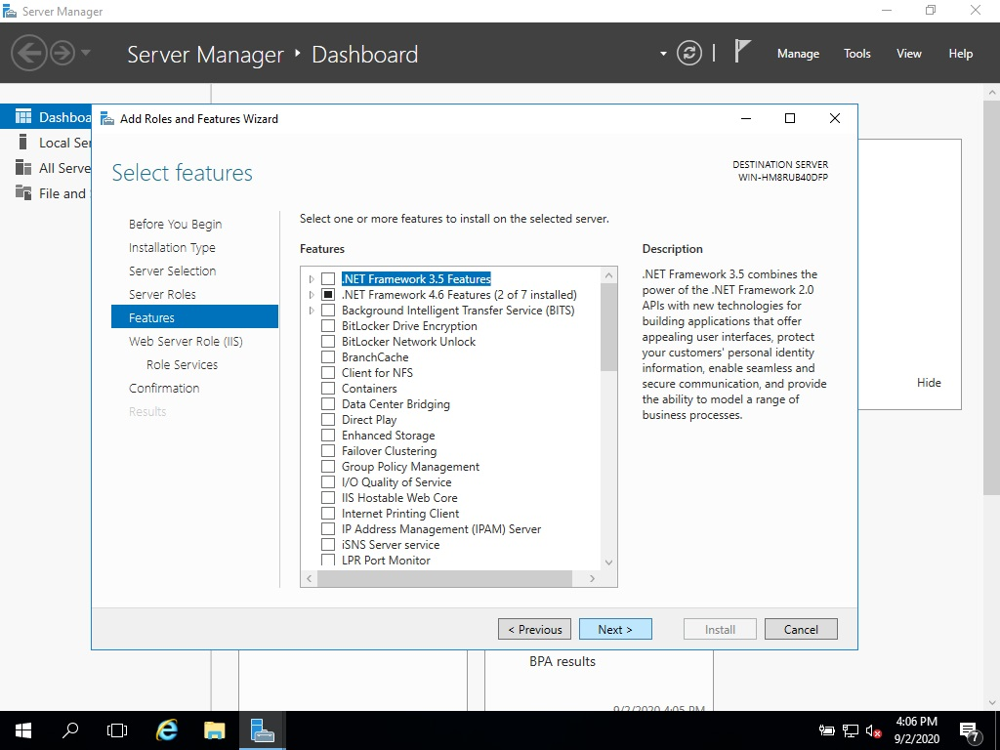 Server Manager
Server Manager • Dashboard
Manage Tools View Help
Dashboa
Local Ser
All Serve
File and
Add Roles and Features Wizard
Select features
DESTINATION SERVER
WIN-HM8RUB40DFP
Before You Begin
Installation Type
Server Selection
Server Roles
Features
Web Server Role (IIS)
Role Services
Confirmation
Results
Select one or more features to install on the selected server.
Features
.NET Framework 3.5 Features
.NET Framework 4.6 Features (2 of 7 installed)
Background Intelligent Transfer Service (BITS)
BitLocker Drive Encryption
BitLocker Network Unlock
BranchCache
Client for NFS
Containers
Data Center Bridging
Direct Play
Enhanced Storage
Failover Clustering
Group Policy Management
I/O Quality of Service
IIS Hostable Web Core
Internet Printing Client
IP Address Management (IPAM) Server
iSNS Server service
LPR Port Monitor
Description
.NET Framework 3.5 combines the
power of the .NET Framework 2.0
APIs with new technologies for
building applications that offer
appealing user interfaces, protect
your customers' personal identity
information, enable seamless and
secure communication, and provide
the ability to model a range of
business processes.
Hide
< Previous
Next >
Install
Cancel
BPA results
9/2/2020 4:05 PM
4:06 PM
9/2/2020
7